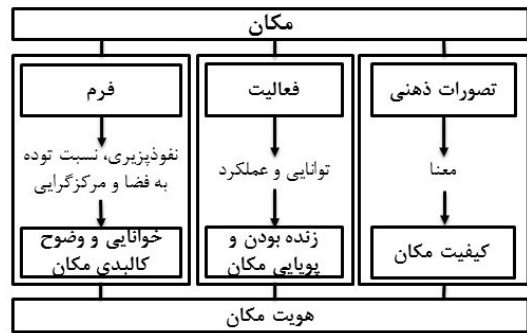 مکان
تصورات ذهنی
معنا
کیفیت مکان
فعالیت
توانایی و عملکرد
زنده بودن و
پویایی مکان
فرم
نفوذپزیری، نسبت توده
به فضا و مرکزگرایی
خوانایی و وضوح
کالبدی مکان
هویت مکان